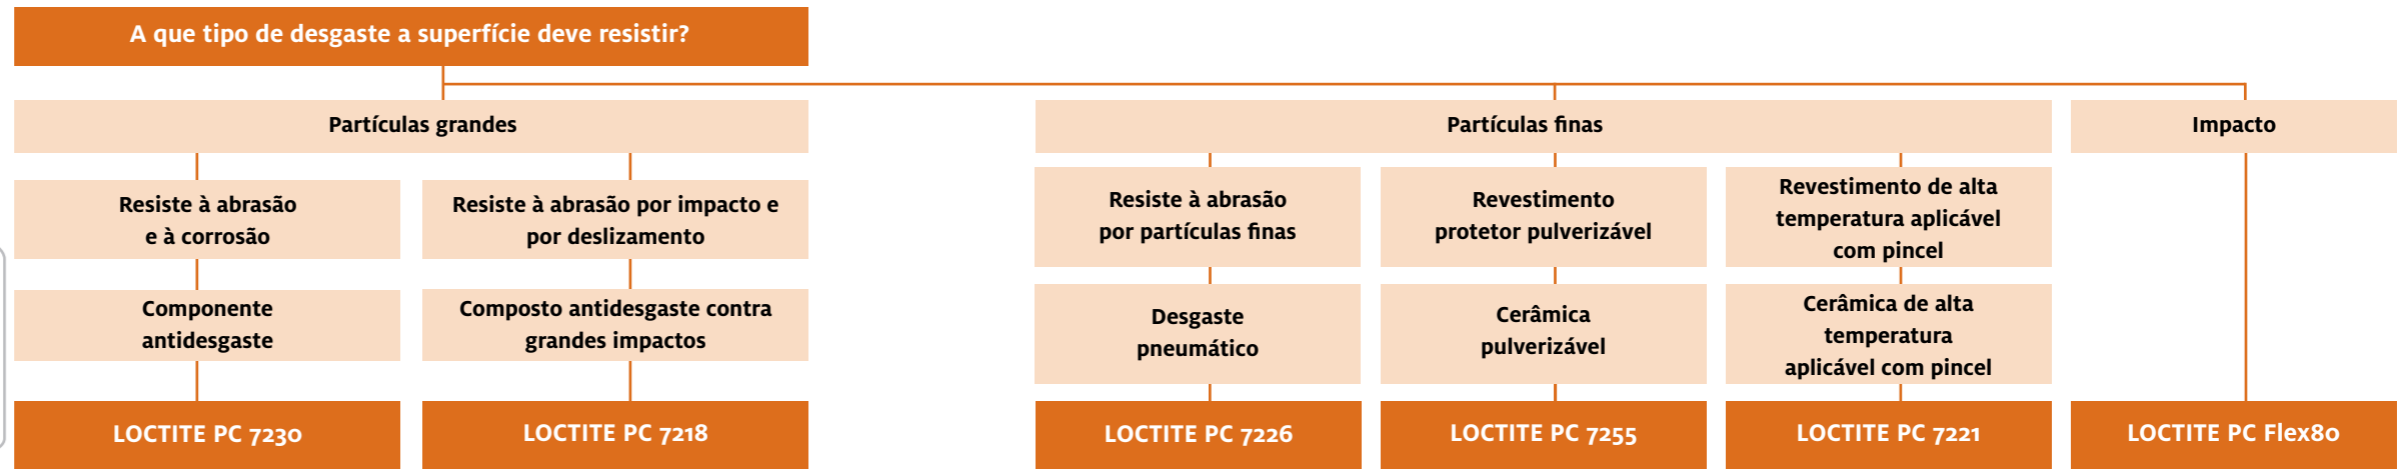 A que tipo de desgaste a superfície deve resistir?
Partículas grandes
Partículas finas
Impacto
Resiste à abrasão
e à corrosão
Resiste à abrasão por impacto e
por deslizamento
Resiste à abrasão
por partículas finas
Revestimento
protetor pulverizável
Revestimento de alta
temperatura aplicável
com pincel
Componente
antidesgaste
Composto antidesgaste contra
grandes impactos
Desgaste
pneumático
Cerâmica
pulverizável
Cerâmica de alta
temperatura
aplicável com pincel
LOCTITE PC 7230
LOCTITE PC 7218
LOCTITE PC 7226
LOCTITE PC 7255
LOCTITE PC 7221
LOCTITE PC Flex80